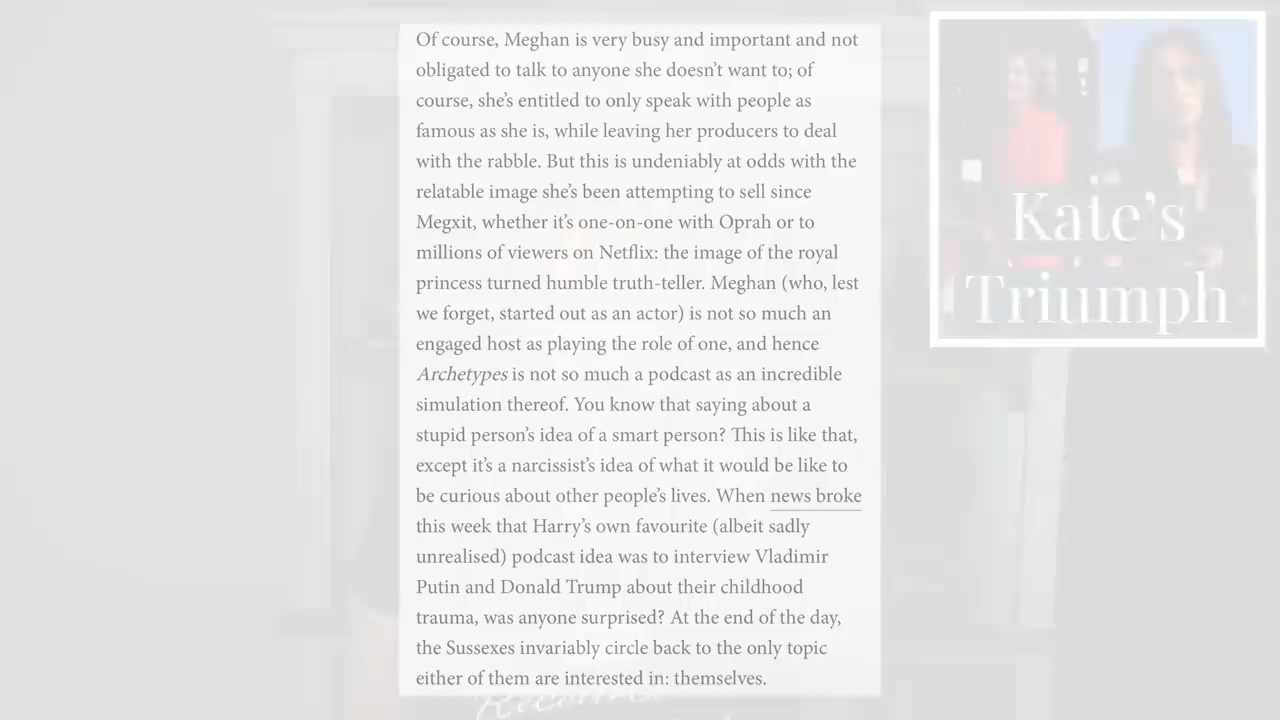 Of course, Meghan is very busy and important and not
obligated to talk to anyone she doesn't want to; of
course, she's entitled to only speak with people as
famous as she is, while leaving her producers to deal
with the rabble. But this is undeniably at odds with the
relatable image she's been attempting to sell since
Megxit, whether it's one-on-one with Oprah or to
millions of viewers on Netflix: the image of the royal
princess turned humble truth-teller. Meghan (who, lest
we forget, started out as an actor) is not so much an
engaged host as playing the role of one, and hence
Archetypes is not so much a podcast as an incredible
simulation thereof. You know that saying about a
stupid person's idea of a smart person? This is like that,
except it's a narcissist's idea of what it would be like to
be curious about other people's lives. When news broke
this week that Harry's own favourite (albeit sadly
unrealised) podcast idea was to interview Vladimir
Putin and Donald Trump about their childhood
trauma, was anyone surprised? At the end of the day,
the Sussexes invariably circle back to the only topic
either of them are interested in: themselves.
Kate's
Triumph